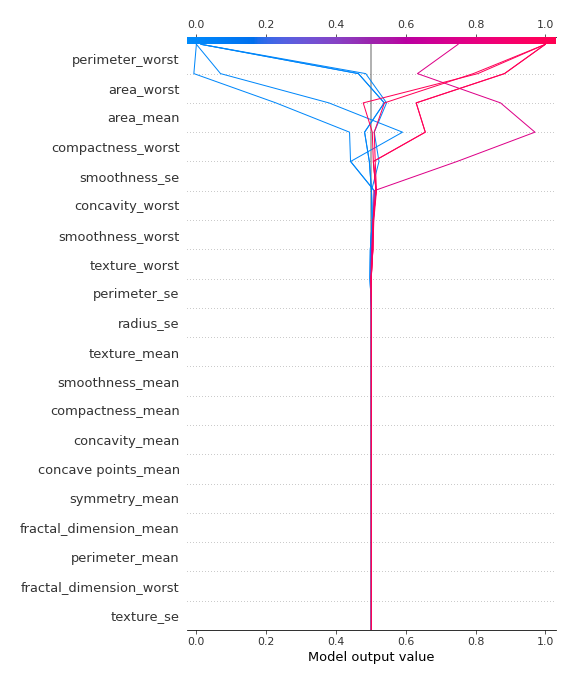 0.0 0.2 0.4 0.6 0.8 1.0
perimeter_worst
area_worst
area_mean
compactness_worst
smoothness_se
concavity_worst
smoothness_worst
texture_worst
perimeter_se
radius_se
texture_mean
smoothness_mean
compactness_mean
concavity_mean
concave points_mean
symmetry_mean
fractal_dimension_mean
perimeter_mean
fractal_dimension_worst
texture_se
0.0 0.2 0.4 0.6 0.8 1.0
Model output value